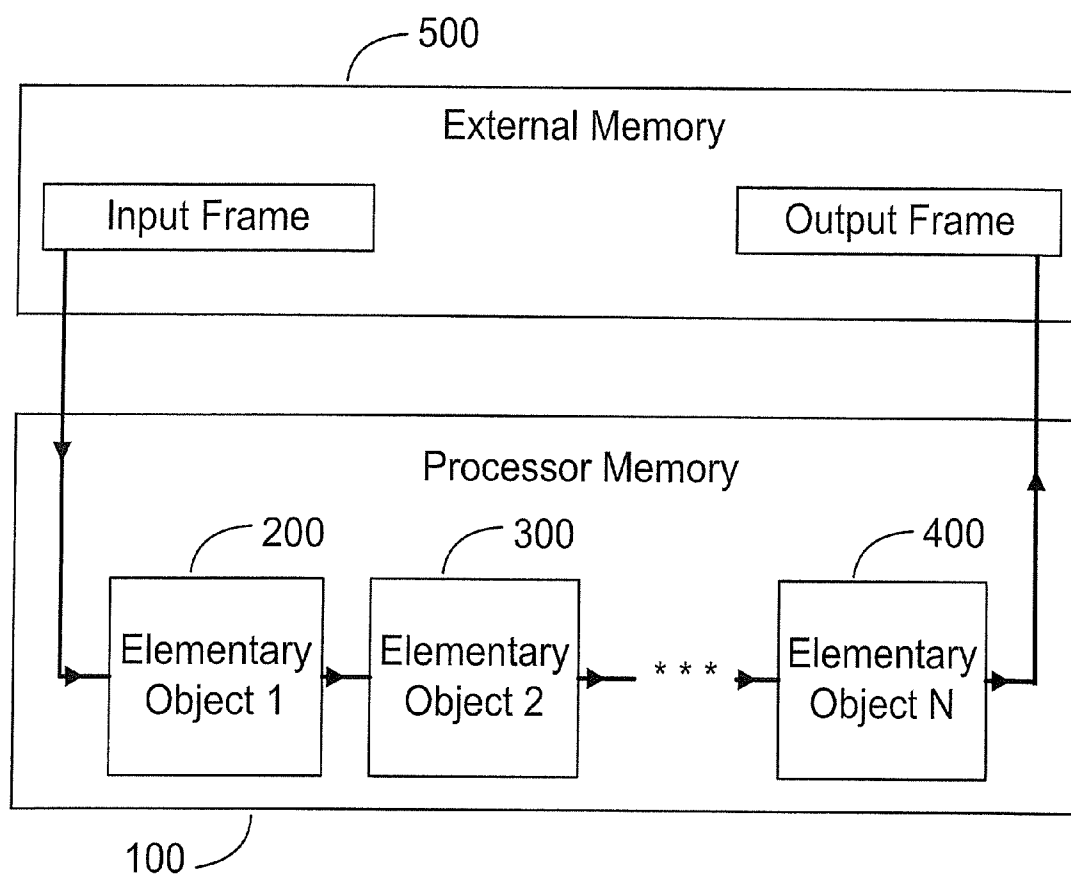 500
External Memory
Input Frame
Output Frame
Processor Memory
200
300
400
Elementary
Object 1
Elementary
Object 2
* * *
Elementary
Object N
100